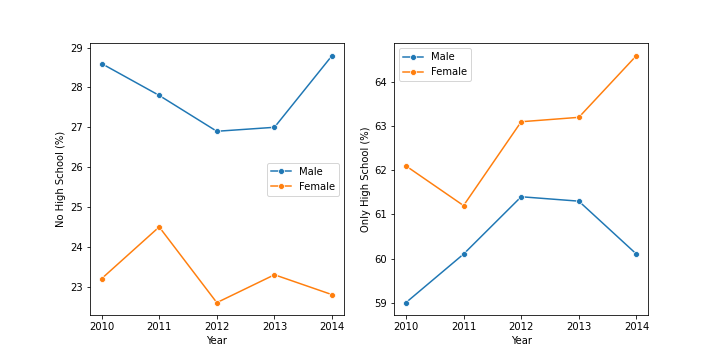 No High School (%)
29
28
27
26
25
24
23
Male
Female
2010 2011 2012 2013 2014
Year
Only High School (%)
64
63
62
61
60
59
Male
Female
2010 2011 2012 2013 2014
Year